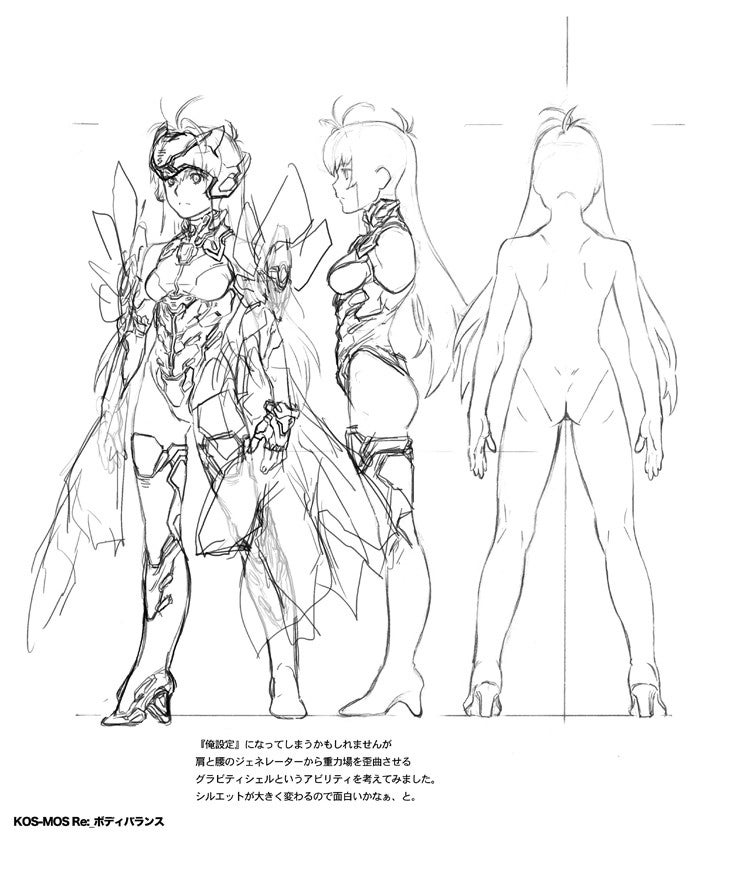 『俺設定』になってしまうかもしれませんが
肩と腰のジェネレーターから重力場を歪曲させる
グラビティシェルというアビリティを考えてみました。
シルエットが大きく変わるので面白いかなぁ、と。
KOS-MOS Re:_ボディバランス